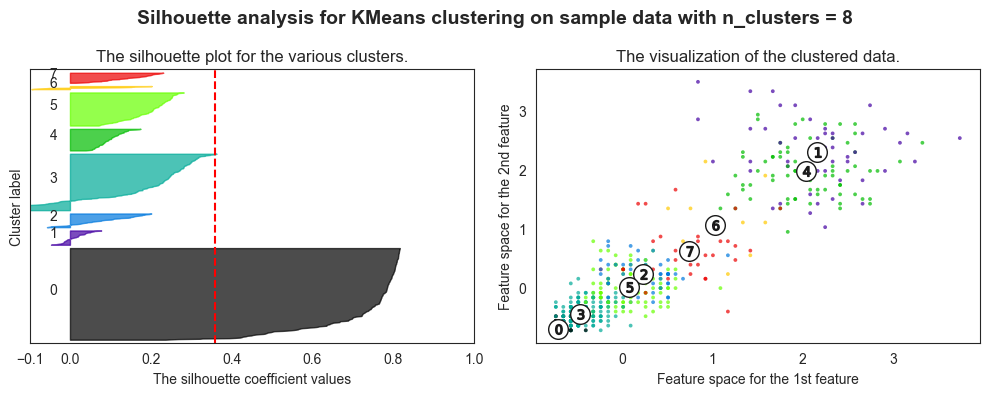 Silhouette analysis for KMeans clustering on sample data with n_clusters = 8
The silhouette plot for the various clusters.
Cluster label
7
6
5
4
3
2
1
0
−0.1 0.0 0.2 0.4 0.6 0.8 1.0
The silhouette coefficient values
The visualization of the clustered data.
Feature space for the 2nd feature
3
2
1
0
1
4
6
7
2
5
3
0
0 1 2 3
Feature space for the 1st feature